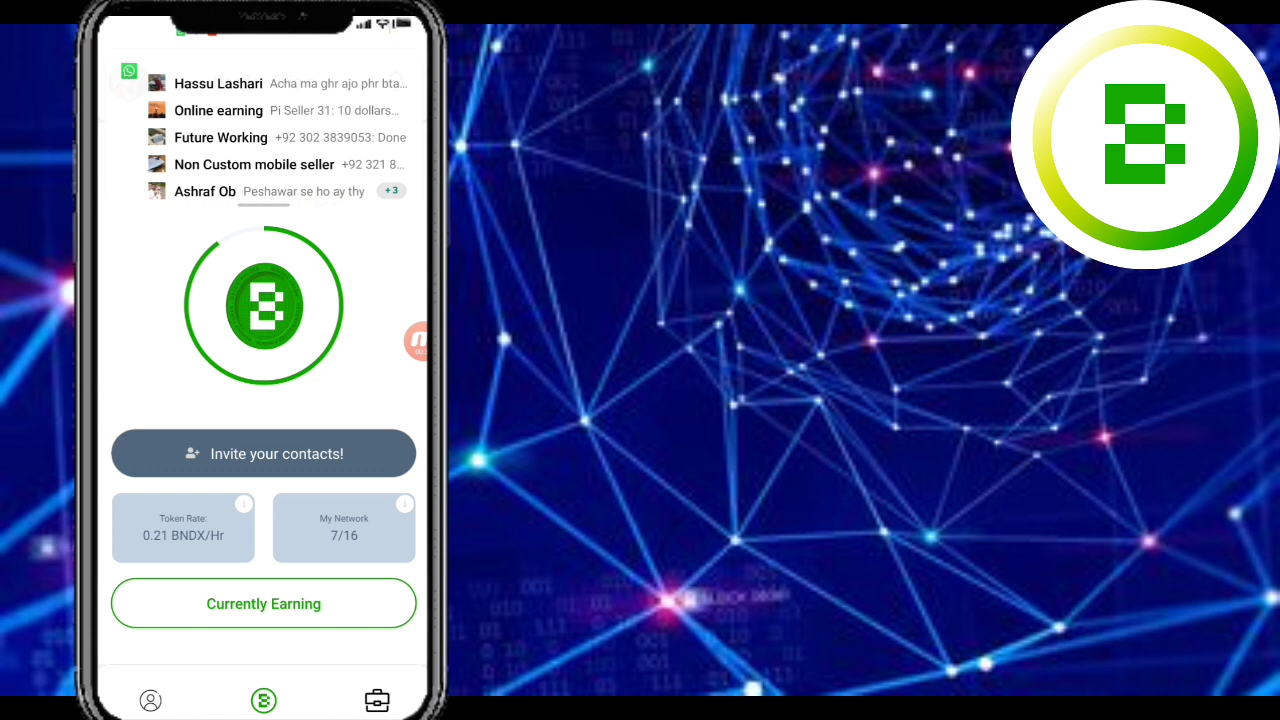 Hassu Lashari Acha ma ghr ajo phr bta...
Online earning Pi Seller 31: 10 dollars...
Future Working +92 302 3839053: Done
Non Custom mobile seller +92 321 8...
Ashraf Ob Peshawar se ho ay thy +3
Invite your contacts!
Token Rate:
0.21 BNDX/Hr
My Network
7/16
Currently Earning